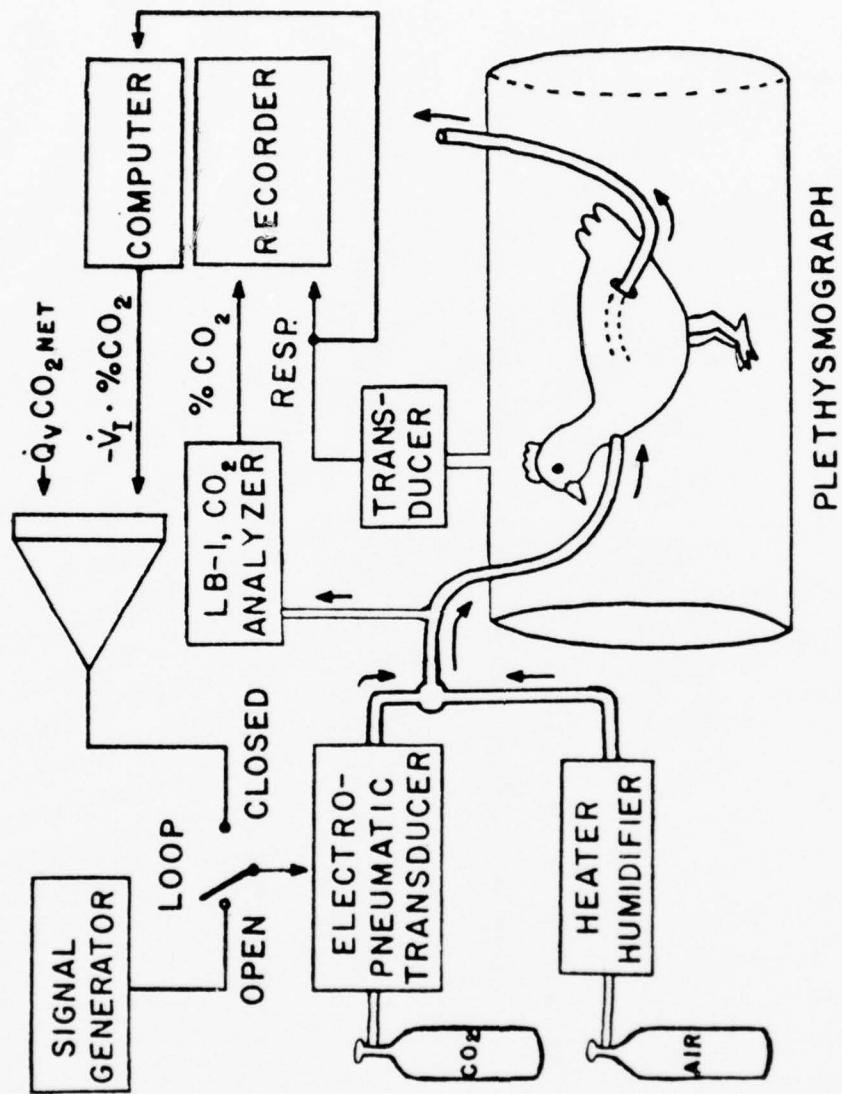 SIGNAL
GENERATOR
LOOP
OPEN
CLOSED
-Q̇vCO₂NET
-V̇I·%CO₂
COMPUTER
RECORDER
%CO₂
LB-1, CO₂
ANALYZER
RESP.
TRANS-
DUCER
ELECTRO-
PNEUMATIC
TRANSDUCER
HEATER
HUMIDIFIER
CO₂
AIR
PLETHYSMOGRAPH